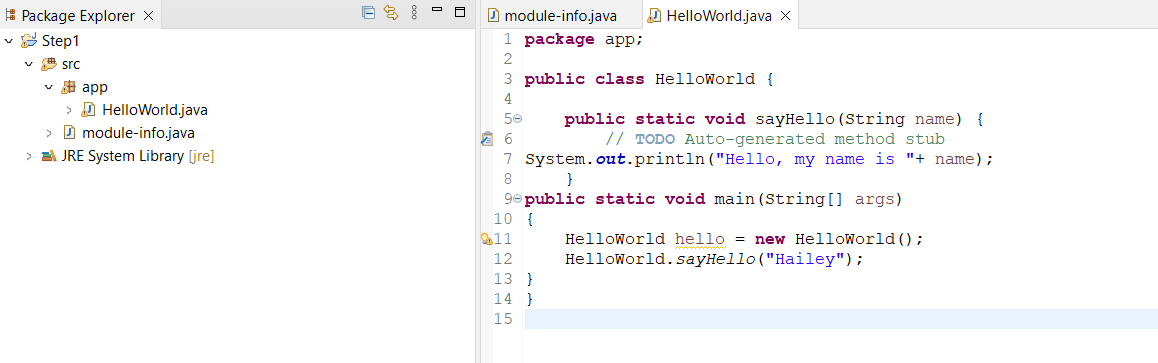 Package Explorer
Step1
src
app
HelloWorld.java
module-info.java
JRE System Library [jre]
module-info.java
HelloWorld.java
1 package app;
2
3 public class HelloWorld {
4
5 public static void sayHello(String name) {
6 // TODO Auto-generated method stub
7 System.out.println("Hello, my name is "+ name);
8 }
9 public static void main(String[] args)
10 {
11 HelloWorld hello = new HelloWorld();
12 HelloWorld.sayHello("Hailey");
13 }
14 }
15